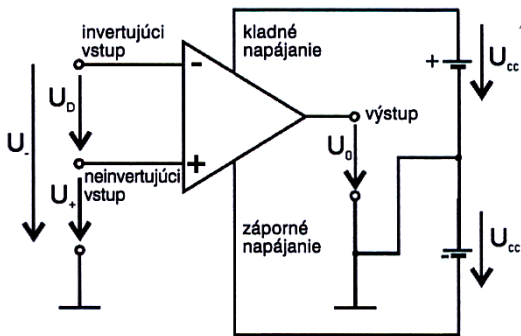 invertujúci
vstup
kladné
napájanie
U_cc
+
-
U_D
U_-
výstup
+
neinvertujúci
vstup
U_0
U_+
záporné
napájanie
-
U_cc